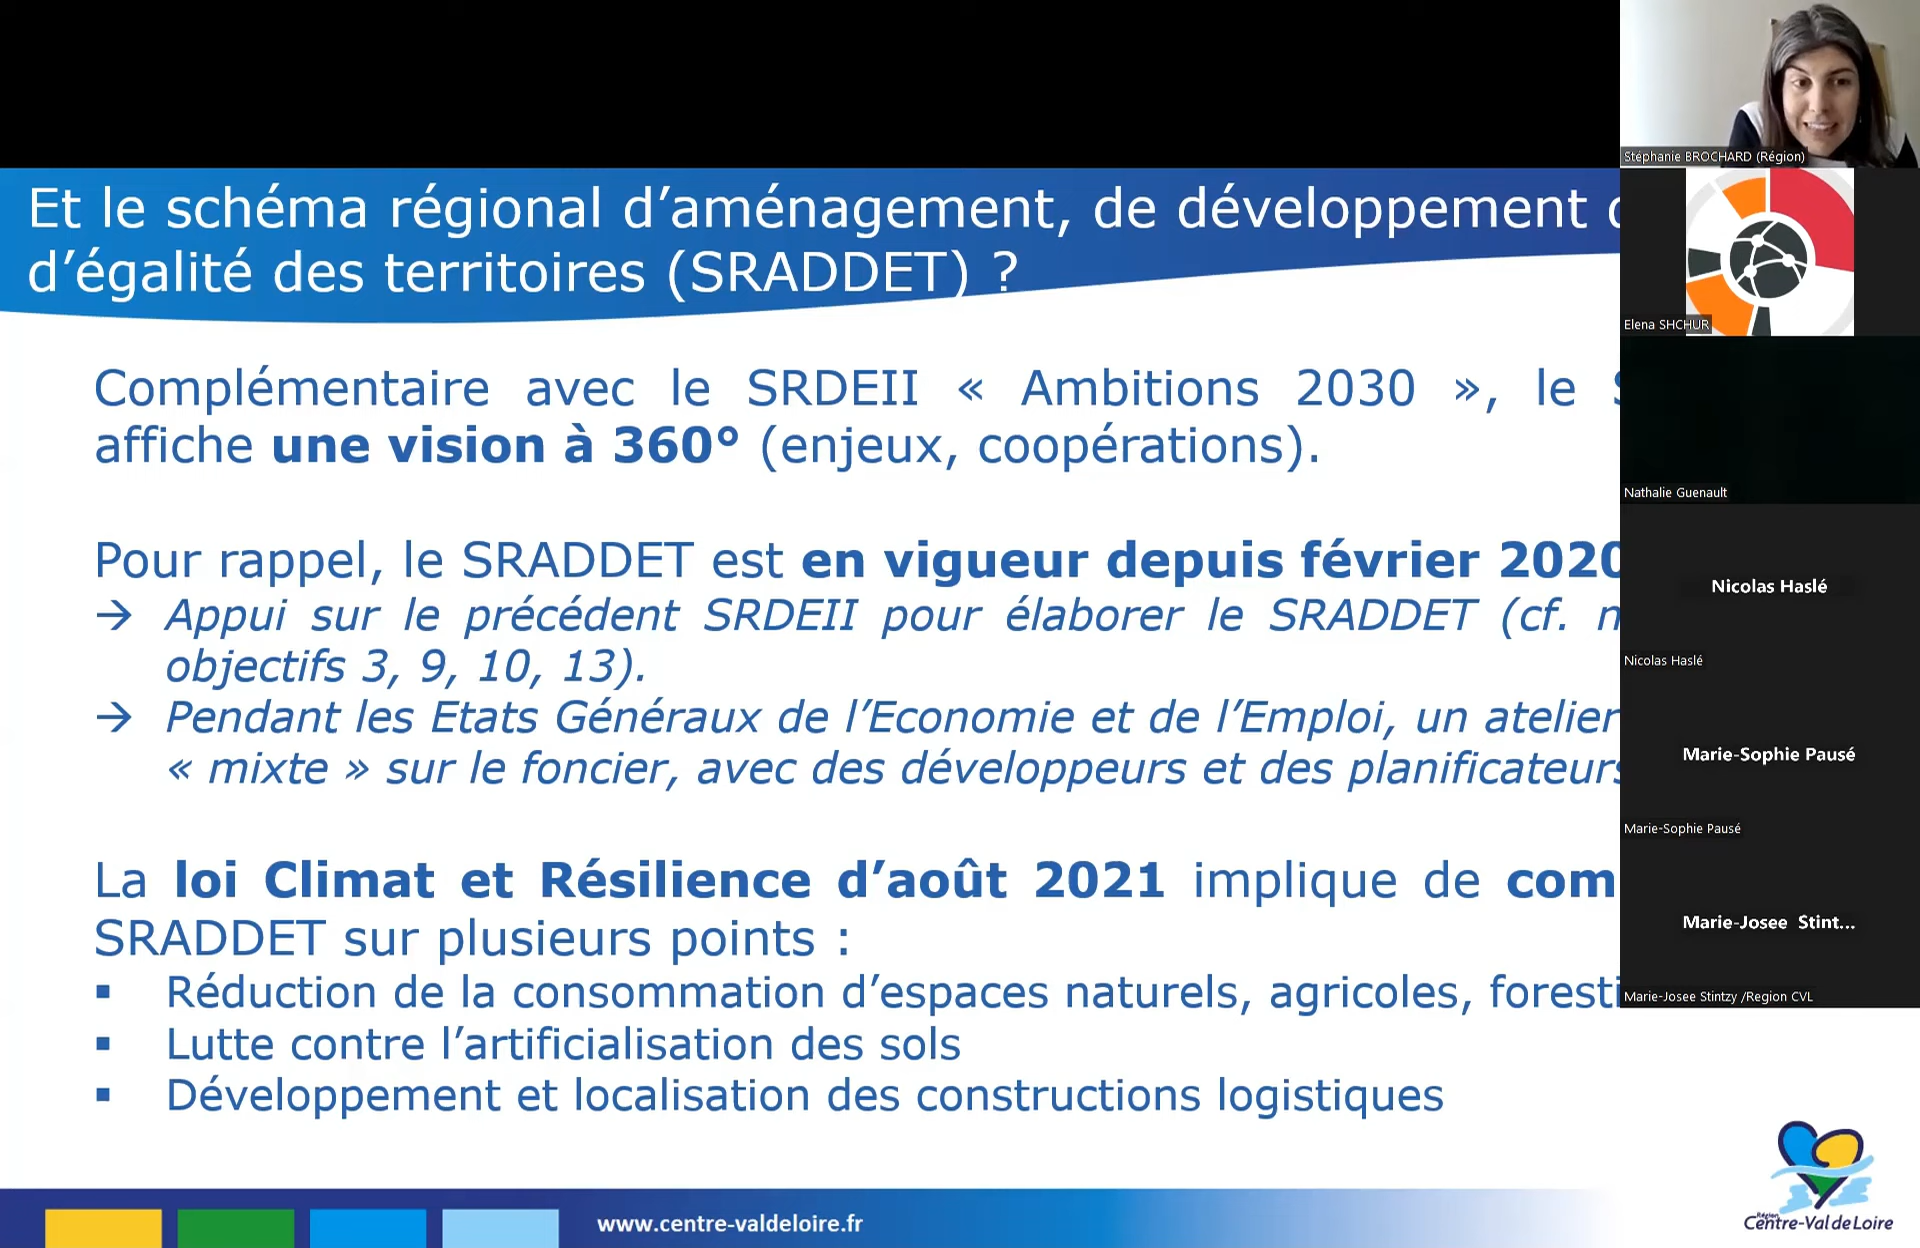 Et le schéma régional d’aménagement, de développement
d’égalité des territoires (SRADDET) ?
Complémentaire avec le SRDEII « Ambitions 2030 », le
affiche une vision à 360° (enjeux, coopérations).
Pour rappel, le SRADDET est en vigueur depuis février 2020
→ Appui sur le précédent SRDEII pour élaborer le SRADDET (cf.
objectifs 3, 9, 10, 13).
→ Pendant les Etats Généraux de l’Economie et de l’Emploi, un atelier
« mixte » sur le foncier, avec des développeurs et des planificateurs
La loi Climat et Résilience d’août 2021 implique de
SRADDET sur plusieurs points :
▪ Réduction de la consommation d’espaces naturels, agricoles,
▪ Lutte contre l’artificialisation des sols
▪ Développement et localisation des constructions logistiques
www.centre-valdeloire.fr
Région
Centre-Val de Loire
Stéphanie BROCHARD (Région)
Elena SHCHUR
Nathalie Guenault
Nicolas Haslé
Nicolas Haslé
Marie-Sophie Pausé
Marie-Sophie Pausé
Marie-Josee Stint...
Marie-Josee Stintzy /Region CVL